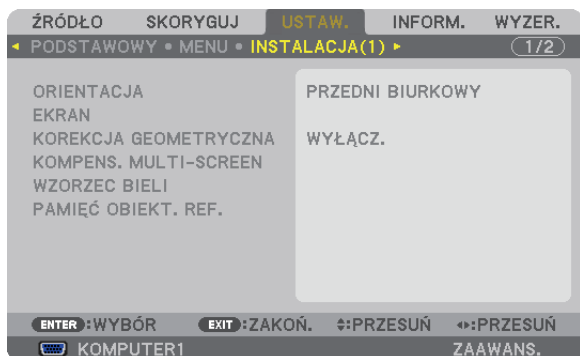 ŹRÓDŁO SKORYGUJ USTAW. INFORM. WYZER.
PODSTAWOWY • MENU • INSTALACJA(1) 1/2
ORIENTACJA PRZEDNI BIURKOWY
EKRAN
KOREKCJA GEOMETRYCZNA WYŁĄCZ.
KOMPENS. MULTI-SCREEN
WZORZEC BIELI
PAMIĘĆ OBIEKT. REF.
ENTER :WYBÓR EXIT :ZAKOŃ. :PRZESUŃ :PRZESUŃ
KOMPUTER1 ZAAWANS.